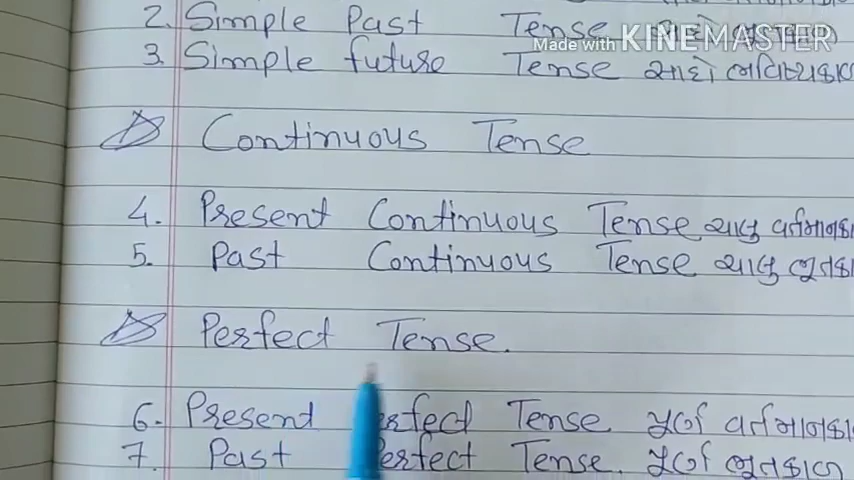 2. Simple Past Tense સાદો ભૂતકાળ
Made with KINEMASTER
3. Simple future Tense સાદો ભવિષ્યકાળ
Continuous Tense
4. Present Continuous Tense ચાલુ વર્તમાનકા
5. Past Continuous Tense ચાલુ ભૂતકા
Perfect Tense.
6. Present Perfect Tense પુર્ણ વર્તમાનકા
7. Past Perfect Tense. પુર્ણ ભૂતકાળ